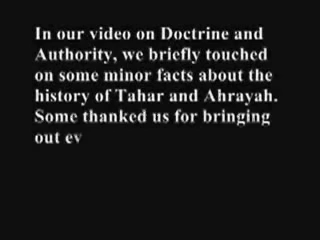 In our video on Doctrine and
Authority, we briefly touched
on some minor facts about the
history of Tahar and Ahrayah.
Some thanked us for bringing
out ev